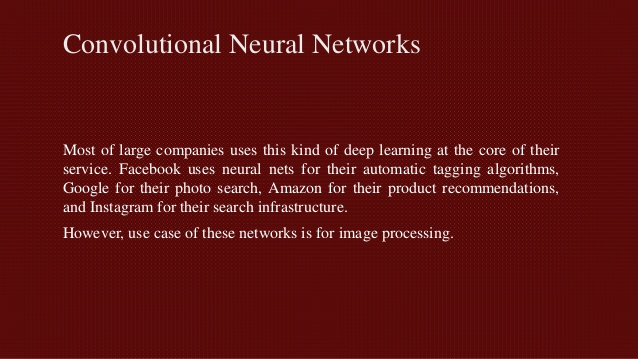 Convolutional Neural Networks
Most of large companies uses this kind of deep learning at the core of their
service. Facebook uses neural nets for their automatic tagging algorithms,
Google for their photo search, Amazon for their product recommendations,
and Instagram for their search infrastructure.
However, use case of these networks is for image processing.